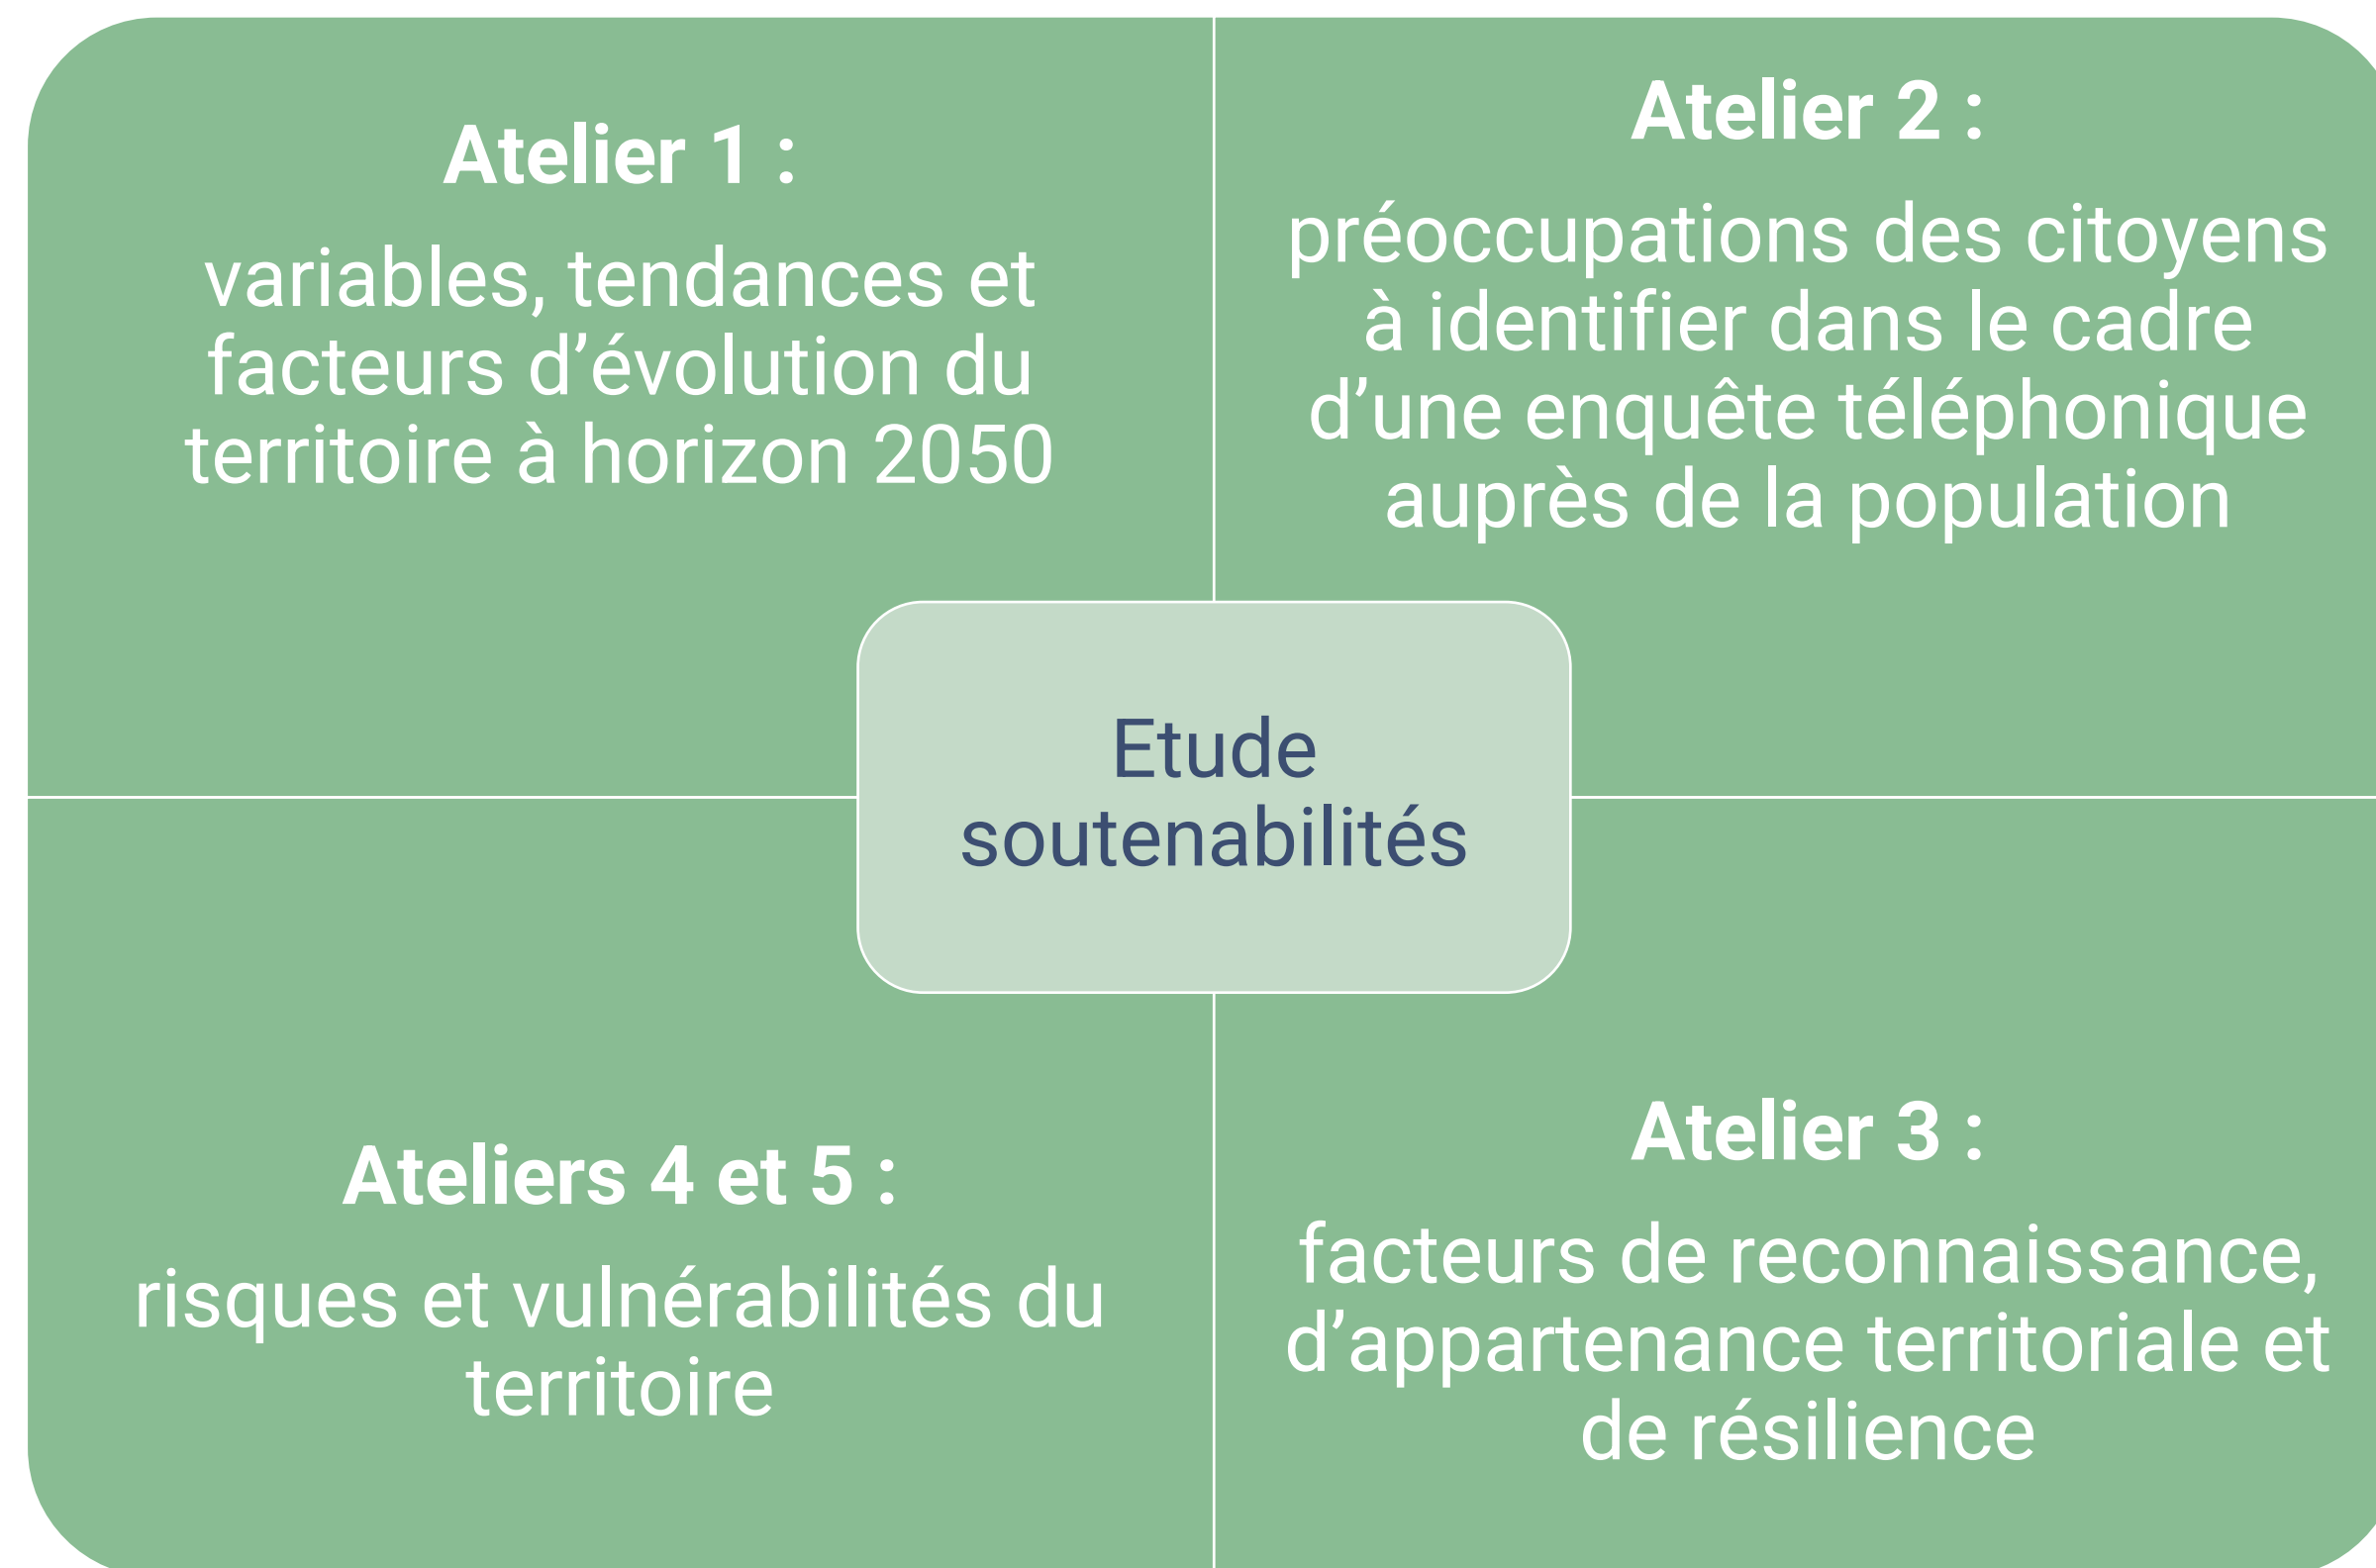 Atelier 1 :
variables, tendances et
facteurs d’évolution du
territoire à horizon 2050
Atelier 2 :
préoccupations des citoyens
à identifier dans le cadre
d’une enquête téléphonique
auprès de la population
Etude
soutenabilités
Ateliers 4 et 5 :
risques et vulnérabilités du
territoire
Atelier 3 :
facteurs de reconnaissance,
d’appartenance territoriale et
de résilience